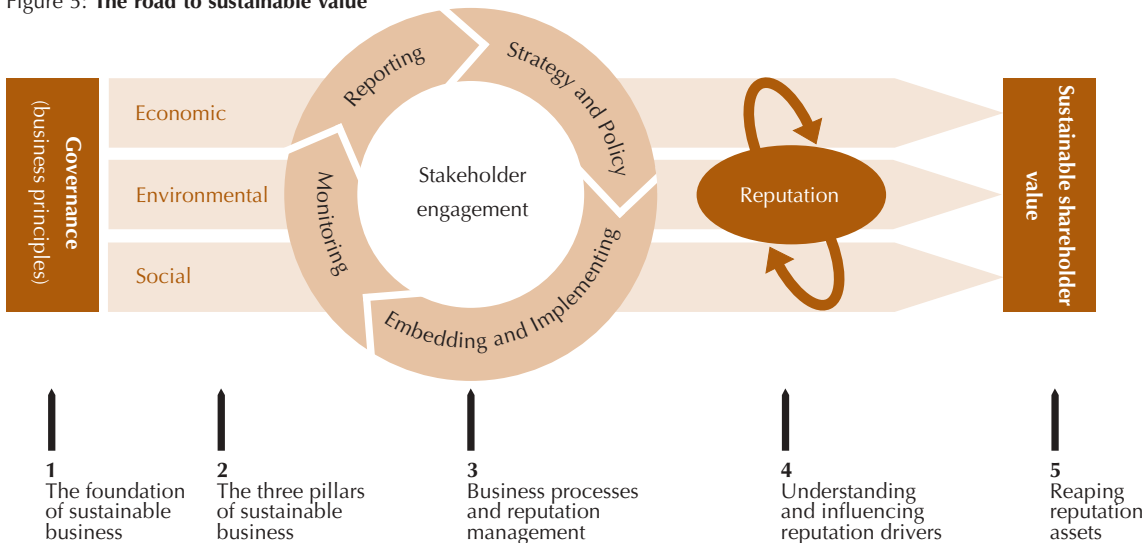 Figure 5: The road to sustainable value
Governance
(business principles)
Economic
Environmental
Social
Reporting
Strategy and Policy
Embedding and Implementing
Monitoring
Stakeholder
engagement
Reputation
Sustainable shareholder
value
1
The foundation
of sustainable
business
2
The three pillars
of sustainable
business
3
Business processes
and reputation
management
4
Understanding
and influencing
reputation drivers
5
Reaping
reputation
assets